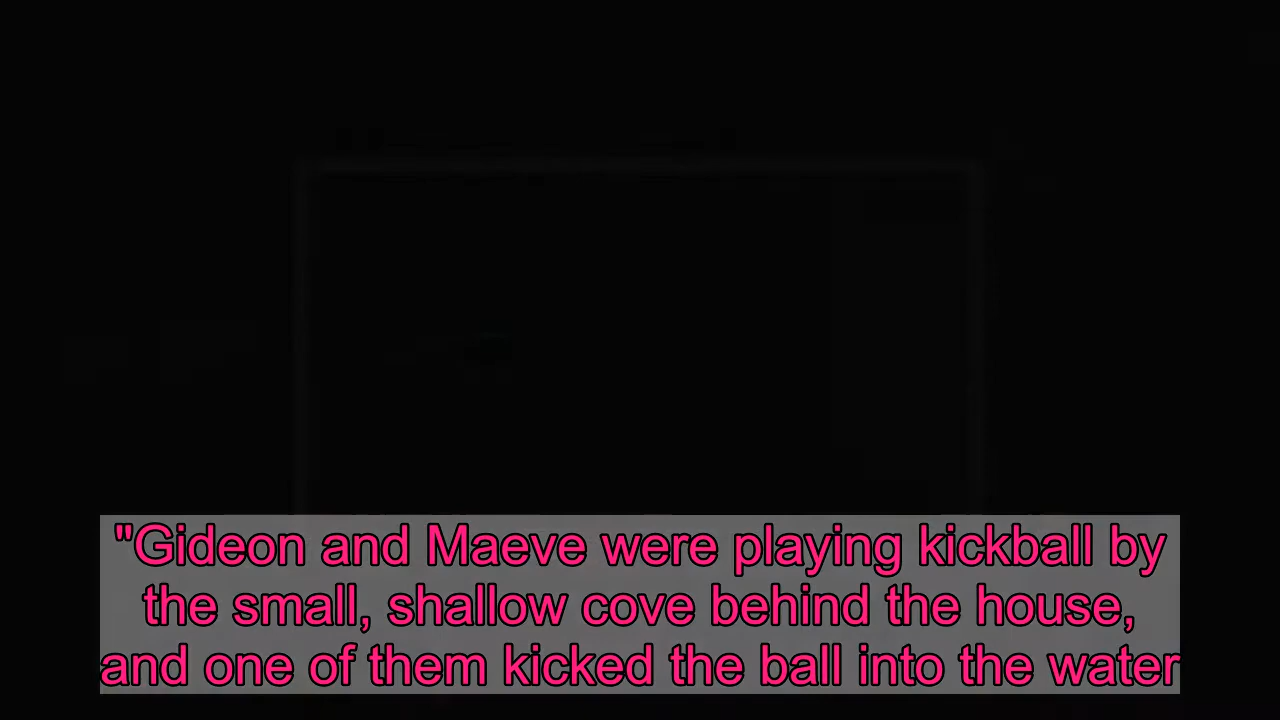 "Gideon and Maeve were playing kickball by
the small, shallow cove behind the house,
and one of them kicked the ball into the water